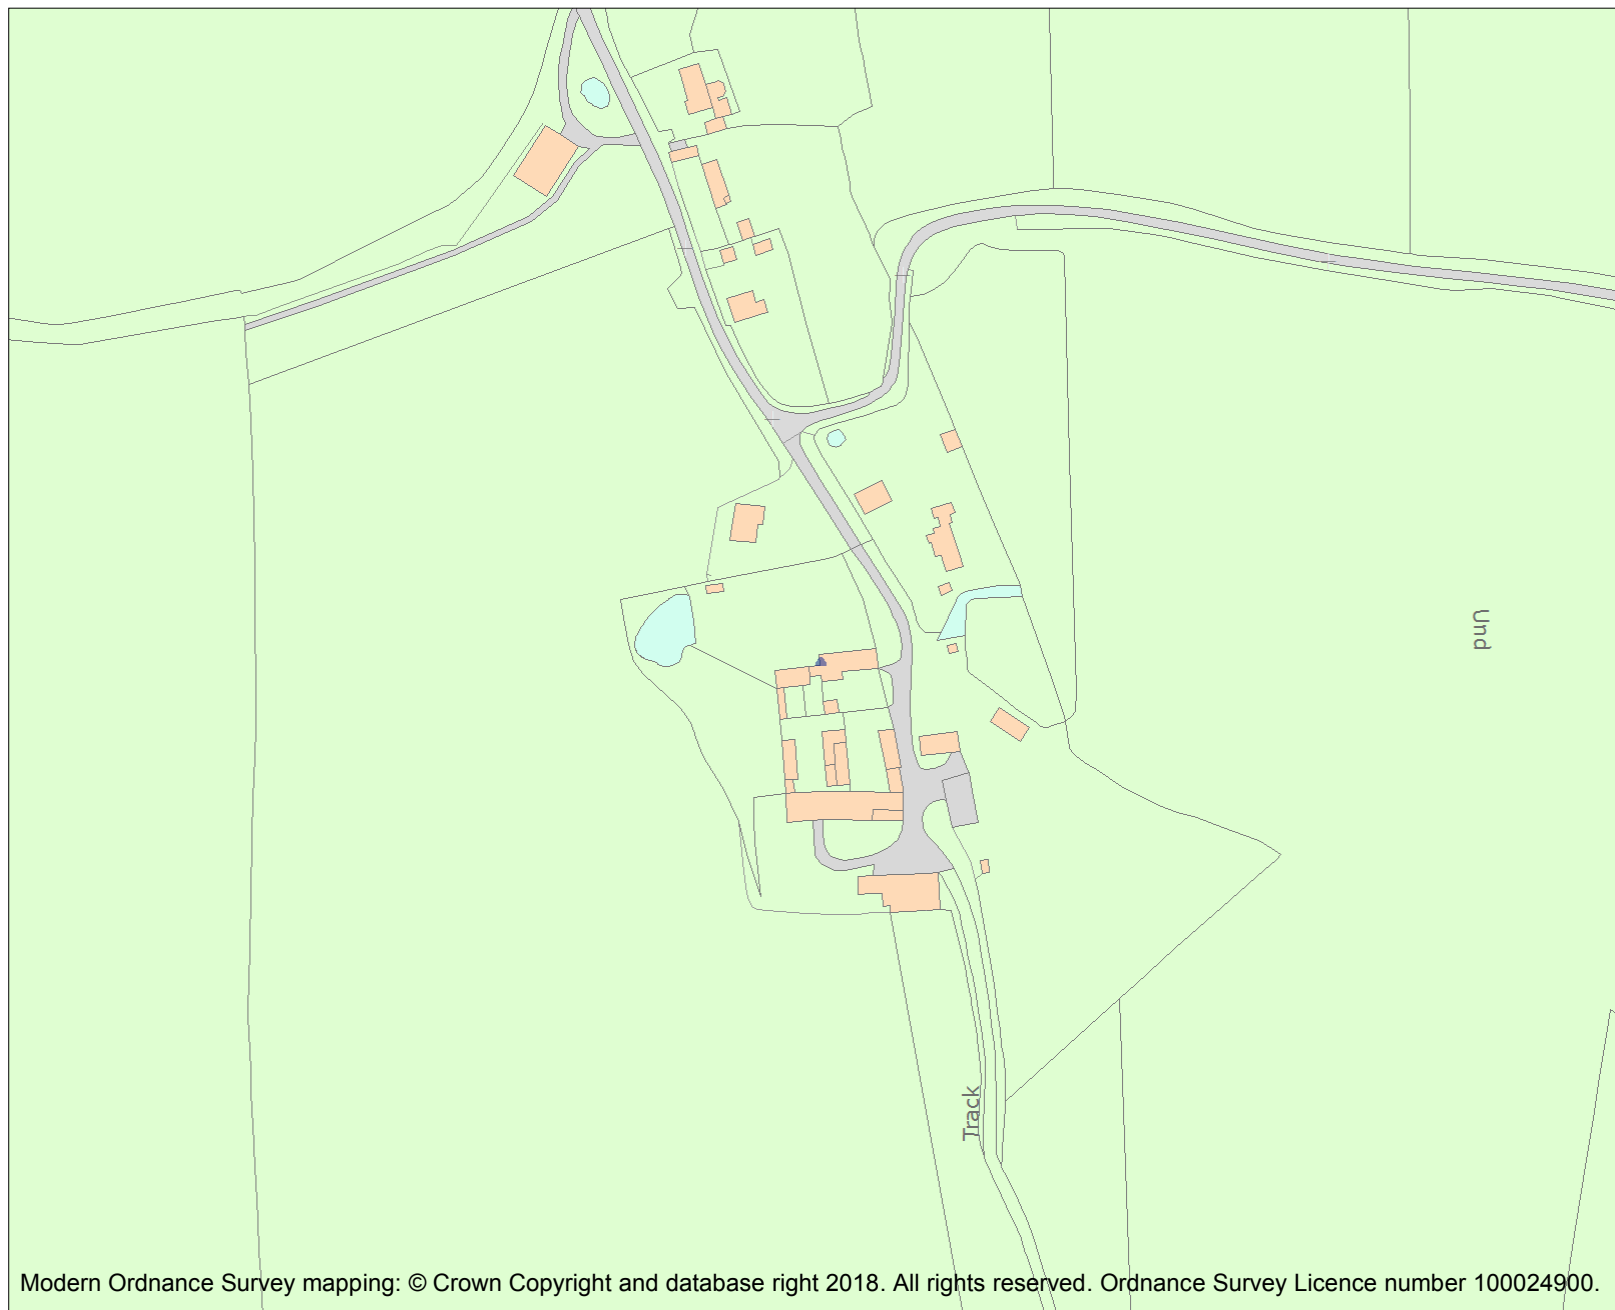 Und
Track
Modern Ordnance Survey mapping: © Crown Copyright and database right 2018. All rights reserved. Ordnance Survey Licence number 100024900.